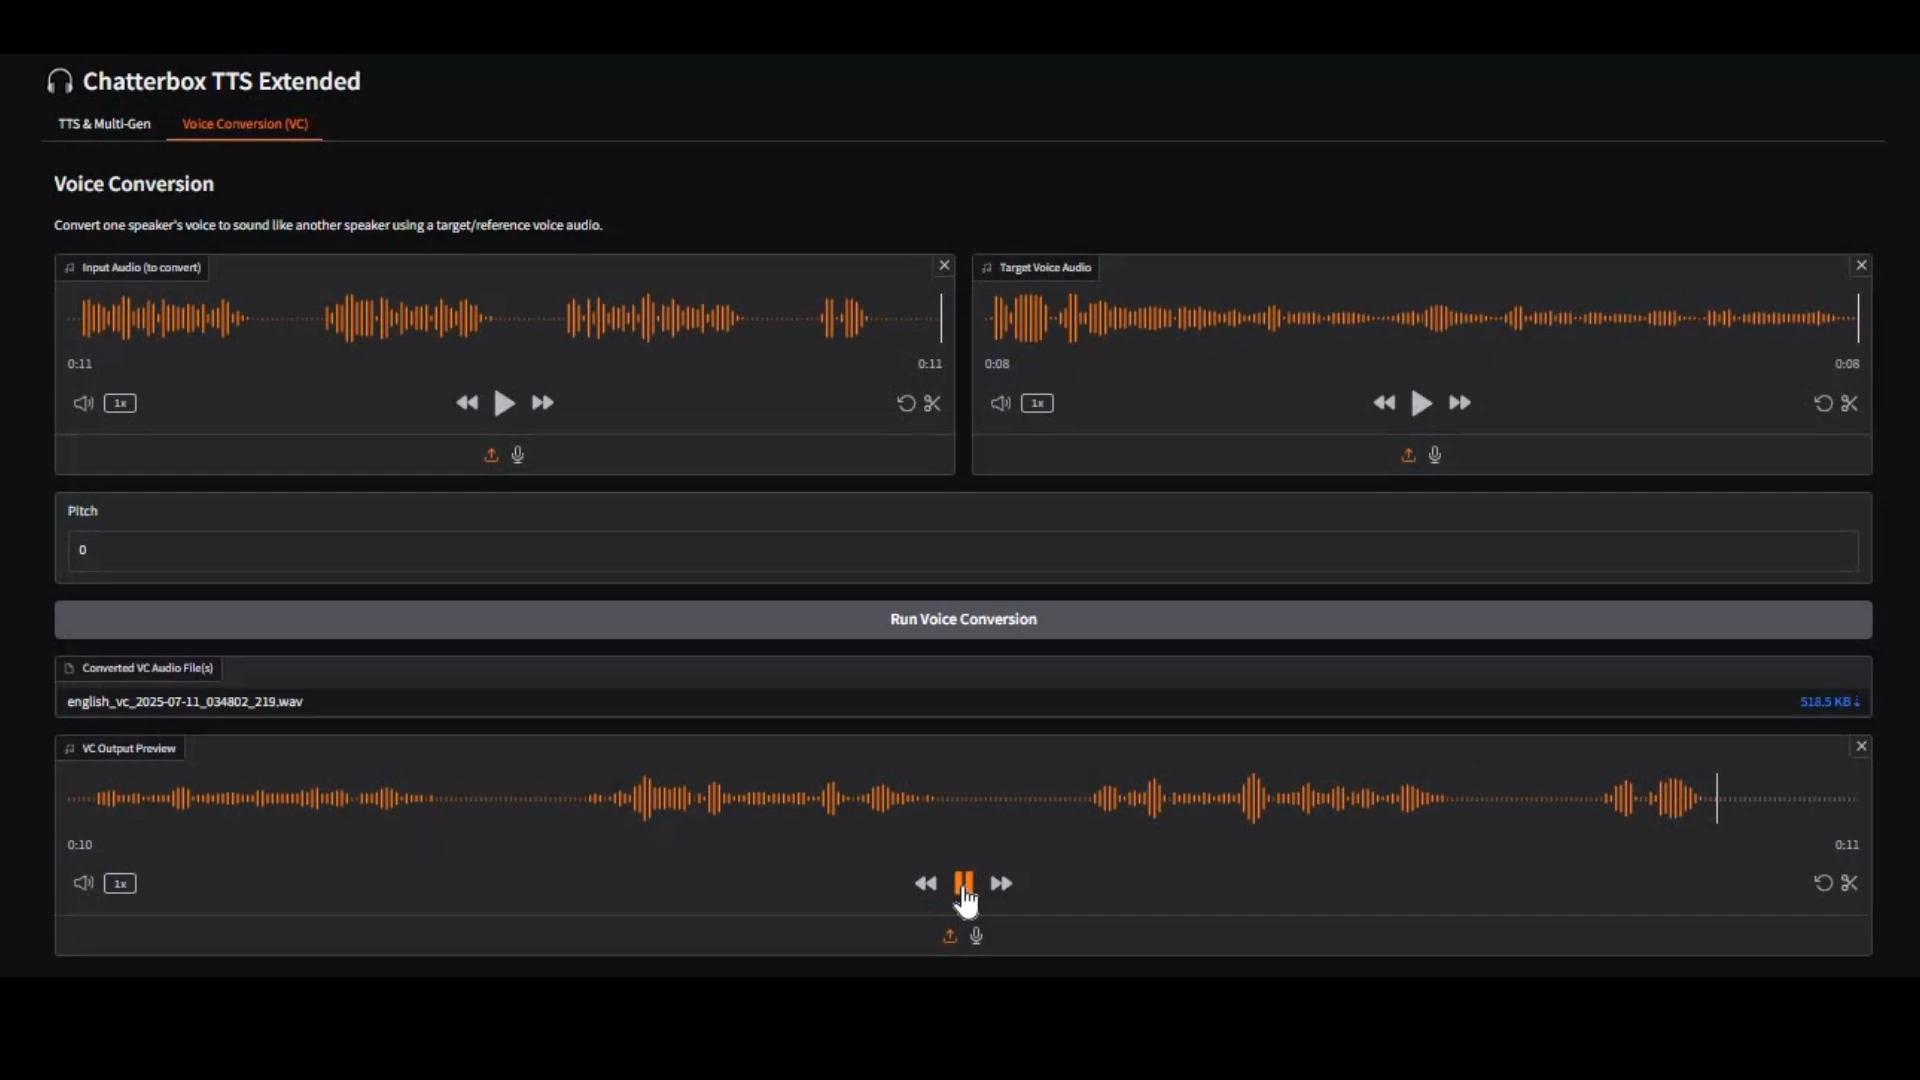 Chatterbox TTS Extended
TTS & Multi-Gen
Voice Conversion (VC)
Voice Conversion
Convert one speaker's voice to sound like another speaker using a target/reference voice audio.
Input Audio (to convert)
Target Voice Audio
0:11
0:11
0:08
0:08
1x
1x
Pitch
0
Run Voice Conversion
Converted VC Audio File(s)
english_vc_2025-07-11_034802_219.wav
518.5 KB ↓
VC Output Preview
0:10
0:11
1x